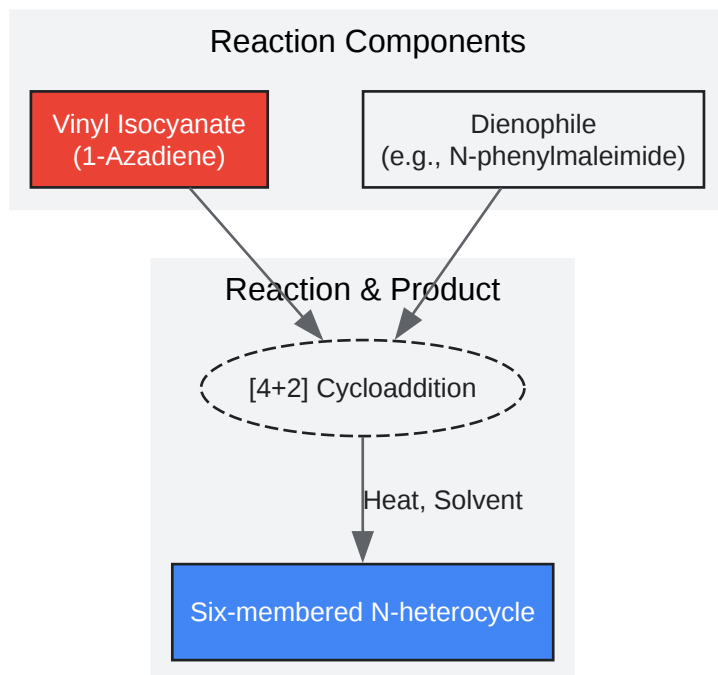 Reaction Components
Vinyl Isocyanate
(1-Azadiene)
Dienophile
(e.g., N-phenylmaleimide)
Reaction & Product
[4+2] Cycloaddition
Heat, Solvent
Six-membered N-heterocycle